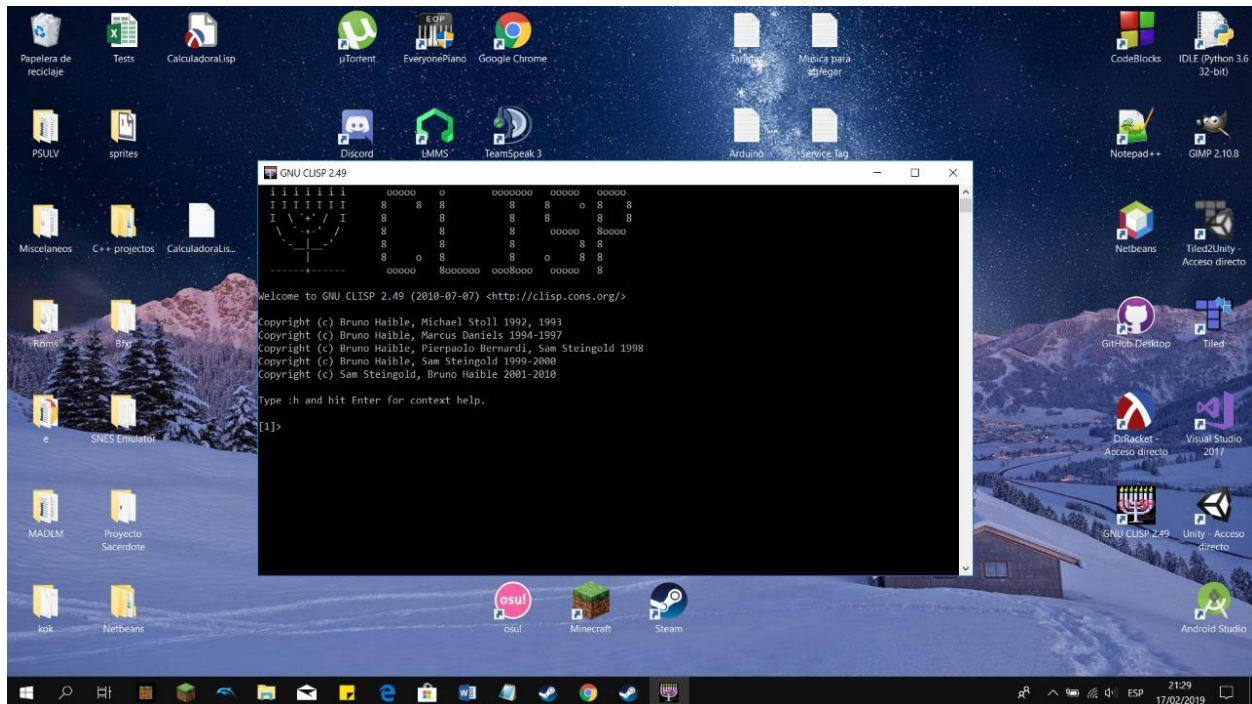 Papelera de
reciclaje
Tests
CalculadoraLisp
µTorrent
EveryonePiano
Google Chrome
Tarjetas
Musica para
agregar
CodeBlocks
IDLE (Python 3.6
32-bit)
PSULV
sprites
Discord
LMMS
TeamSpeak 3
Arduino
Service Tag
Notepad++
GIMP 2.10.8
Miscelaneos
C++ projectos
CalculadoraLis...
Netbeans
Tiled2Unity -
Acceso directo
Roms
GitHub Desktop
Tiled
e
SNES Emulator
DrRacket -
Acceso directo
Visual Studio
2017
MADLM
Proyecto
Sacerdote
GNU CLISP 2.49
Unity - Acceso
directo
kok
Netbeans
osu!
osu!
Minecraft
Steam
Android Studio
GNU CLISP 2.49
Welcome to GNU CLISP 2.49 (2010-07-07) <http://clisp.cons.org/>
Copyright (c) Bruno Haible, Michael Stoll 1992, 1993
Copyright (c) Bruno Haible, Marcus Daniels 1994-1997
Copyright (c) Bruno Haible, Pierpaolo Bernardi, Sam Steingold 1998
Copyright (c) Bruno Haible, Sam Steingold 1999-2000
Copyright (c) Sam Steingold, Bruno Haible 2001-2010
Type :h and hit Enter for context help.
[1]>
ESP
21:29
17/02/2019